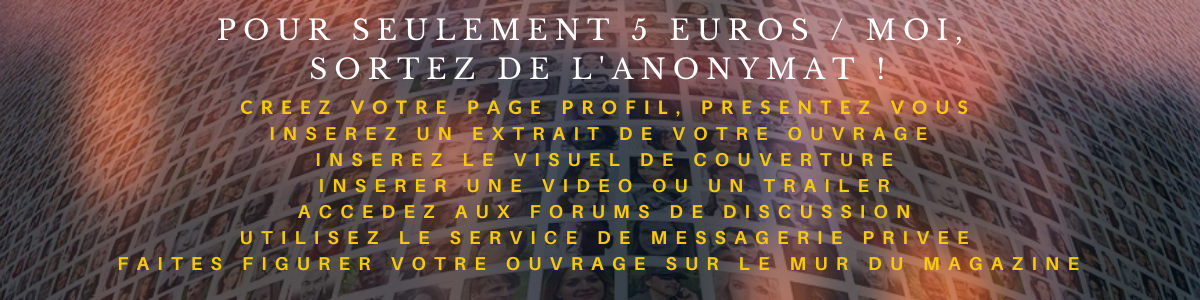 POUR SEULEMENT 5 EUROS / MOI,
SORTEZ DE L'ANONYMAT !
CREEZ VOTRE PAGE PROFIL, PRESENTEZ VOUS
INSEREZ UN EXTRAIT DE VOTRE OUVRAGE
INSEREZ LE VISUEL DE COUVERTURE
INSERER UNE VIDEO OU UN TRAILER
ACCEDEZ AUX FORUMS DE DISCUSSION
UTILISEZ LE SERVICE DE MESSAGERIE PRIVEE
FAITES FIGURER VOTRE OUVRAGE SUR LE MUR DU MAGAZINE